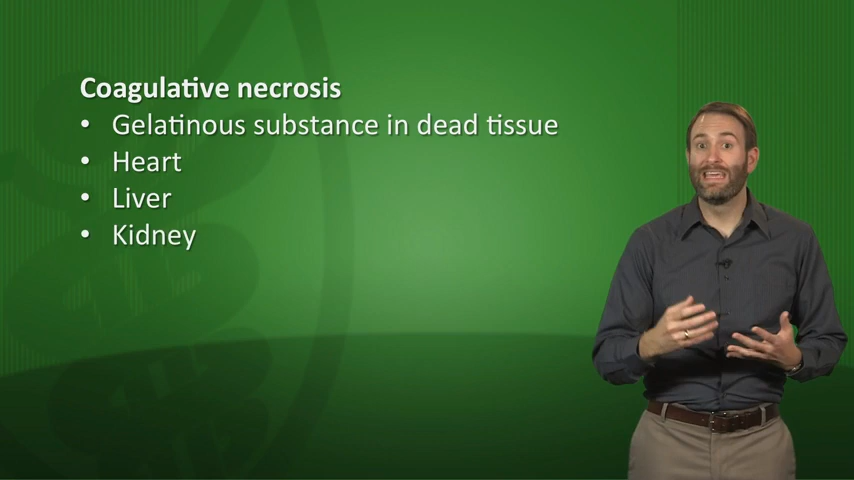 Coagulative necrosis
• Gelatinous substance in dead tissue
• Heart
• Liver
• Kidney